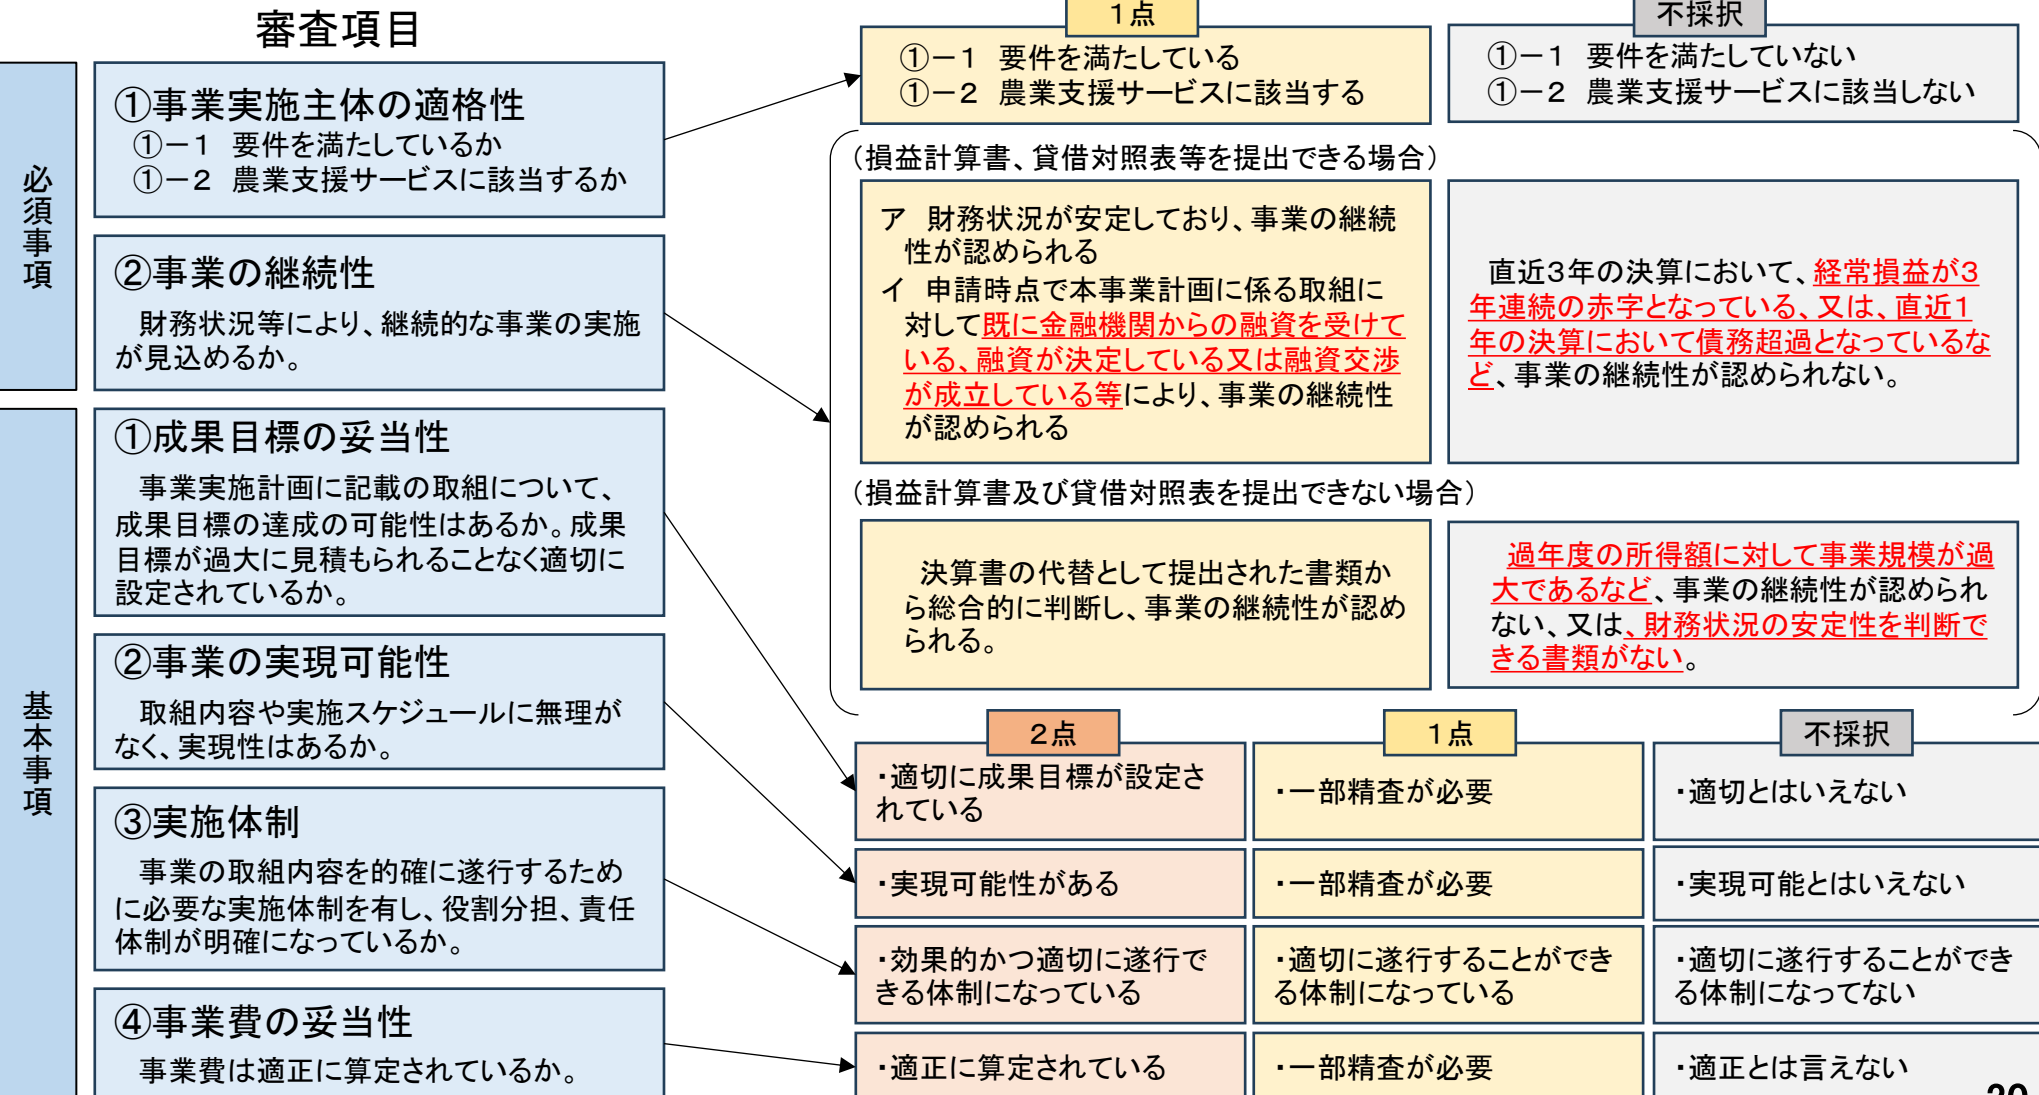 審査項目
必須事項
①事業実施主体の適格性
①－１　要件を満たしているか
①－２　農業支援サービスに該当するか
②事業の継続性
財務状況等により、継続的な事業の実施
が見込めるか。
基本事項
①成果目標の妥当性
事業実施計画に記載の取組について、
成果目標の達成の可能性はあるか。成果
目標が過大に見積もられることなく適切に
設定されているか。
②事業の実現可能性
取組内容や実施スケジュールに無理が
なく、実現性はあるか。
③実施体制
事業の取組内容を的確に遂行するため
に必要な実施体制を有し、役割分担、責任
体制が明確になっているか。
④事業費の妥当性
事業費は適正に算定されているか。
１点
①－１　要件を満たしている
①－２　農業支援サービスに該当する
不採択
①－１　要件を満たしていない
①－２　農業支援サービスに該当しない
（損益計算書、貸借対照表等を提出できる場合）
ア　財務状況が安定しており、事業の継続
性が認められる
イ　申請時点で本事業計画に係る取組に
対して既に金融機関からの融資を受けて
いる、融資が決定している又は融資交渉
が成立している等により、事業の継続性
が認められる
直近３年の決算において、経常損益が３
年連続の赤字となっている、又は、直近１
年の決算において債務超過となっているな
ど、事業の継続性が認められない。
（損益計算書及び貸借対照表を提出できない場合）
決算書の代替として提出された書類か
ら総合的に判断し、事業の継続性が認め
られる。
過年度の所得額に対して事業規模が過
大であるなど、事業の継続性が認められ
ない、又は、財務状況の安定性を判断で
きる書類がない。
２点
１点
不採択
・適切に成果目標が設定さ
れている
・一部精査が必要
・適切とはいえない
・実現可能性がある
・一部精査が必要
・実現可能とはいえない
・効果的かつ適切に遂行で
きる体制になっている
・適切に遂行することができ
る体制になっている
・適切に遂行することができ
る体制になってない
・適正に算定されている
・一部精査が必要
・適正とは言えない